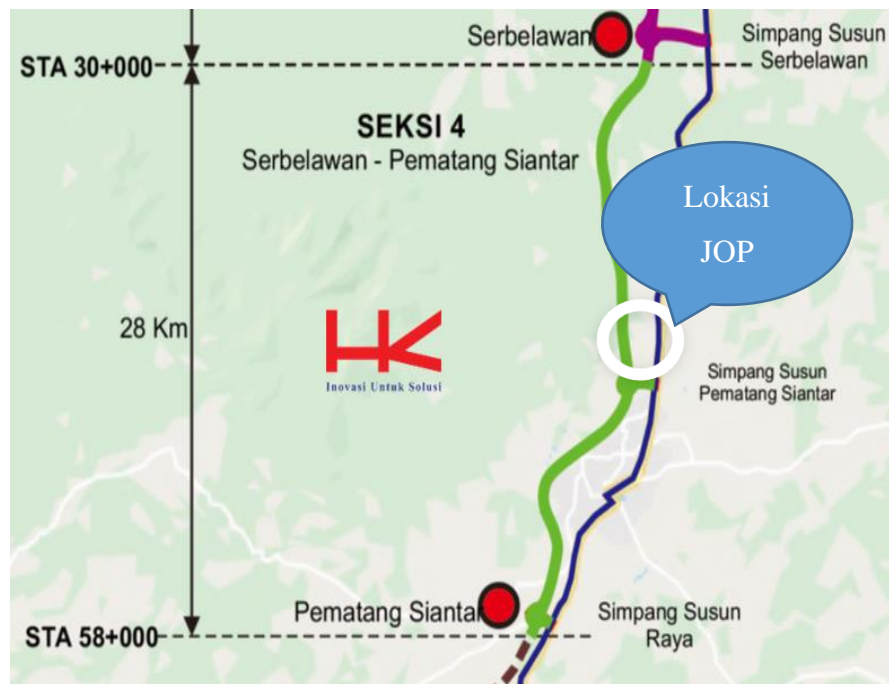 Serbelawan
Simpang Susun
Serbelawan
STA 30+000
SEKSI 4
Serbelawan - Pematang Siantar
Lokasi
JOP
28 Km
HK
Inovasi Untuk Solusi
Simpang Susun
Pematang Siantar
Pematang Siantar
Simpang Susun
Raya
STA 58+000